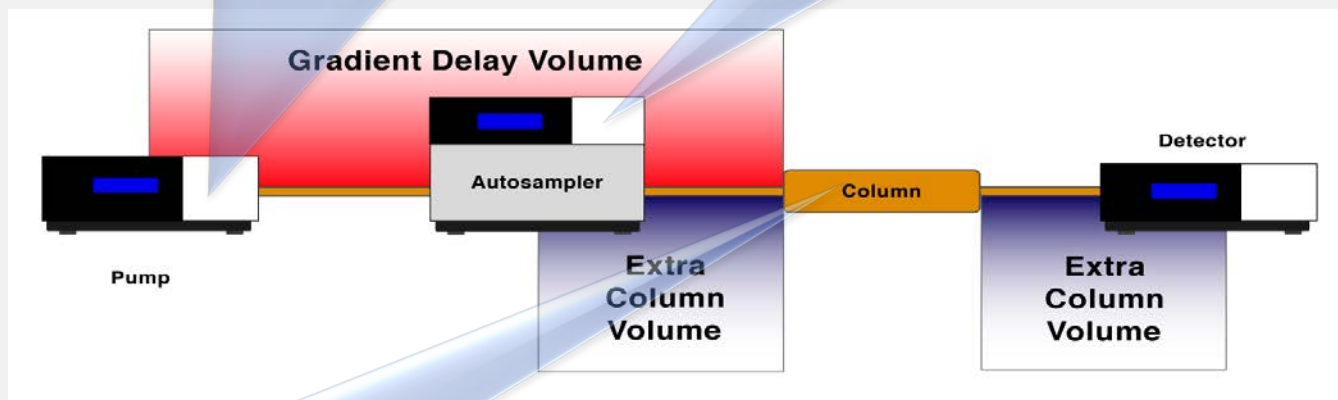 Gradient Delay Volume
Autosampler
Pump
Extra
Column
Volume
Column
Detector
Extra
Column
Volume